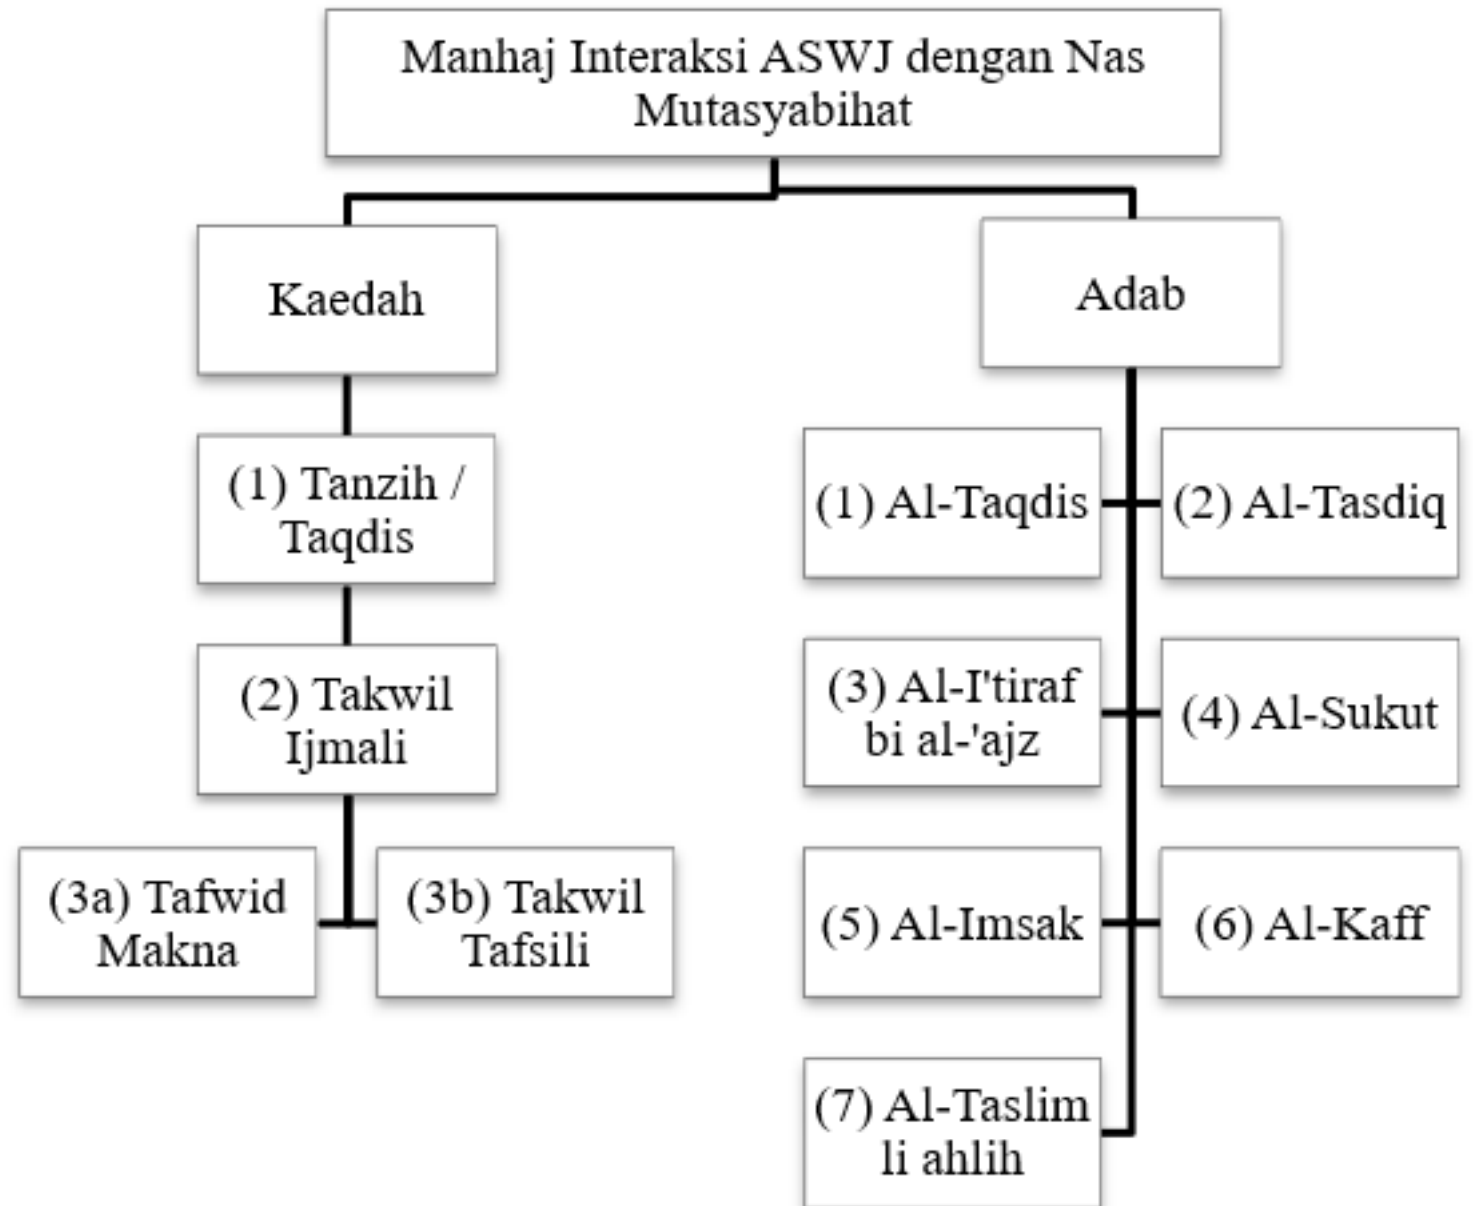 Manhaj Interaksi ASWJ dengan Nas
Mutasyabihat
Kaedah
(1) Tanzih /
Taqdis
(2) Takwil
Ijmali
(3a) Tafwid
Makna
(3b) Takwil
Tafsili
Adab
(1) Al-Taqdis
(2) Al-Tasdiq
(3) Al-I'tiraf
bi al-'ajz
(4) Al-Sukut
(5) Al-Imsak
(6) Al-Kaff
(7) Al-Taslim
li ahlih